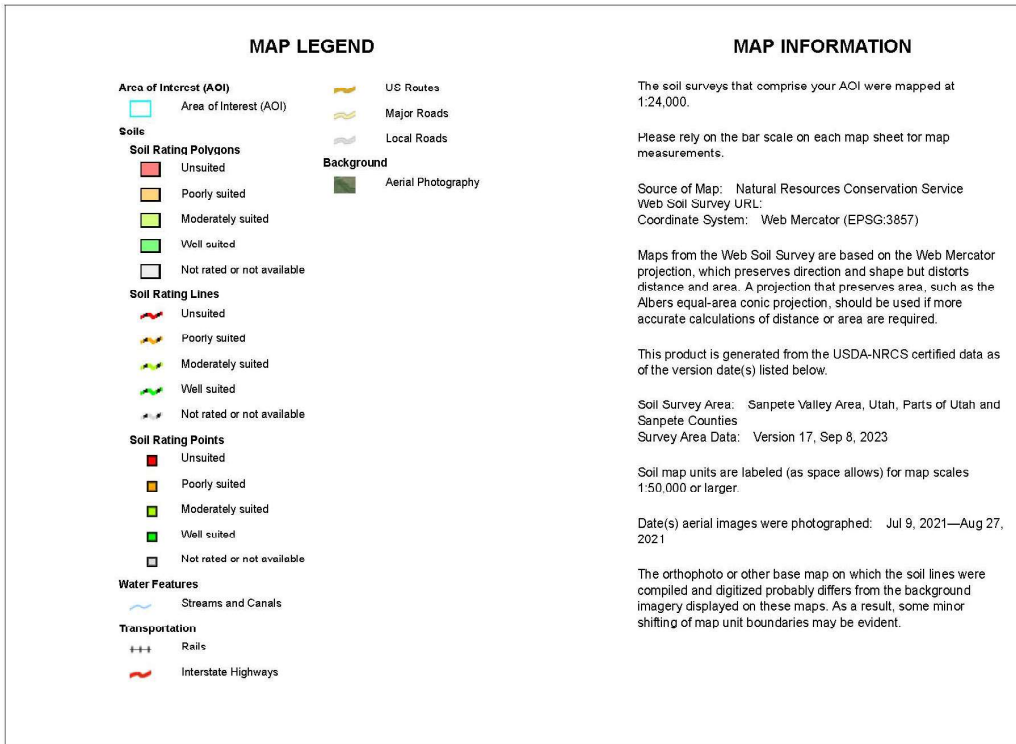 MAP LEGEND
Area of Interest (AOI)
Area of Interest (AOI)
Soils
Soil Rating Polygons
Unsuited
Poorly suited
Moderately suited
Well suited
Not rated or not available
Soil Rating Lines
Unsuited
Poorly suited
Moderately suited
Well suited
Not rated or not available
Soil Rating Points
Unsuited
Poorly suited
Moderately suited
Well suited
Not rated or not available
Water Features
Streams and Canals
Transportation
Rails
Interstate Highways
US Routes
Major Roads
Local Roads
Background
Aerial Photography
MAP INFORMATION
The soil surveys that comprise your AOI were mapped at
1:24,000.
Please rely on the bar scale on each map sheet for map
measurements.
Source of Map: Natural Resources Conservation Service
Web Soil Survey URL:
Coordinate System: Web Mercator (EPSG:3857)
Maps from the Web Soil Survey are based on the Web Mercator
projection, which preserves direction and shape but distorts
distance and area. A projection that preserves area, such as the
Albers equal-area conic projection, should be used if more
accurate calculations of distance or area are required.
This product is generated from the USDA-NRCS certified data as
of the version date(s) listed below.
Soil Survey Area: Sanpete Valley Area, Utah, Parts of Utah and
Sanpete Counties
Survey Area Data: Version 17, Sep 8, 2023
Soil map units are labeled (as space allows) for map scales
1:50,000 or larger.
Date(s) aerial images were photographed: Jul 9, 2021—Aug 27,
2021
The orthophoto or other base map on which the soil lines were
compiled and digitized probably differs from the background
imagery displayed on these maps. As a result, some minor
shifting of map unit boundaries may be evident.